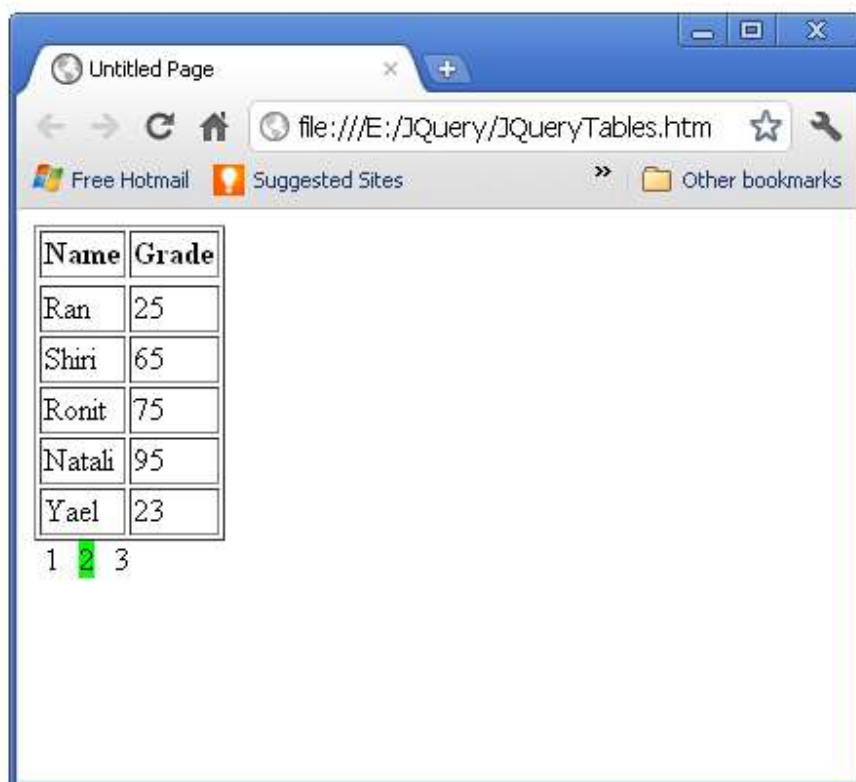 Untitled Page
file:///E:/JQuery/JQueryTables.htm
Free Hotmail Suggested Sites » Other bookmarks
Name Grade
Ran 25
Shiri 65
Ronit 75
Natali 95
Yael 23
1 2 3